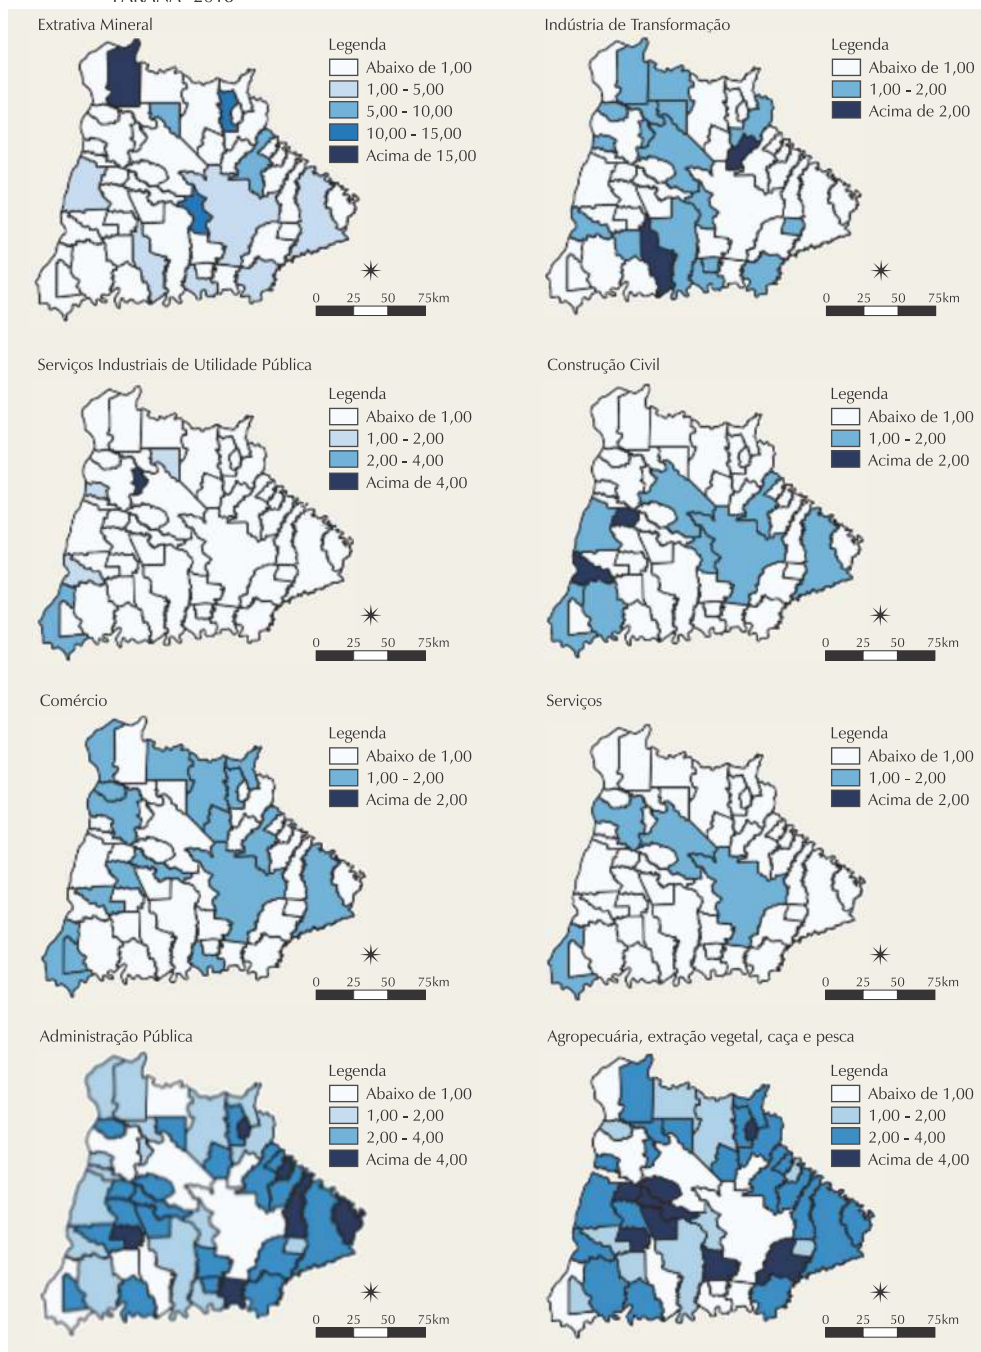 PARANÁ - 2010
Extrativa Mineral
Legenda
Abaixo de 1,00
1,00 - 5,00
5,00 - 10,00
10,00 - 15,00
Acima de 15,00
0 25 50 75km
Indústria de Transformação
Legenda
Abaixo de 1,00
1,00 - 2,00
Acima de 2,00
0 25 50 75km
Serviços Industriais de Utilidade Pública
Legenda
Abaixo de 1,00
1,00 - 2,00
2,00 - 4,00
Acima de 4,00
0 25 50 75km
Construção Civil
Legenda
Abaixo de 1,00
1,00 - 2,00
Acima de 2,00
0 25 50 75km
Comércio
Legenda
Abaixo de 1,00
1,00 - 2,00
Acima de 2,00
0 25 50 75km
Serviços
Legenda
Abaixo de 1,00
1,00 - 2,00
Acima de 2,00
0 25 50 75km
Administração Pública
Legenda
Abaixo de 1,00
1,00 - 2,00
2,00 - 4,00
Acima de 4,00
0 25 50 75km
Agropecuária, extração vegetal, caça e pesca
Legenda
Abaixo de 1,00
1,00 - 2,00
2,00 - 4,00
Acima de 4,00
0 25 50 75km